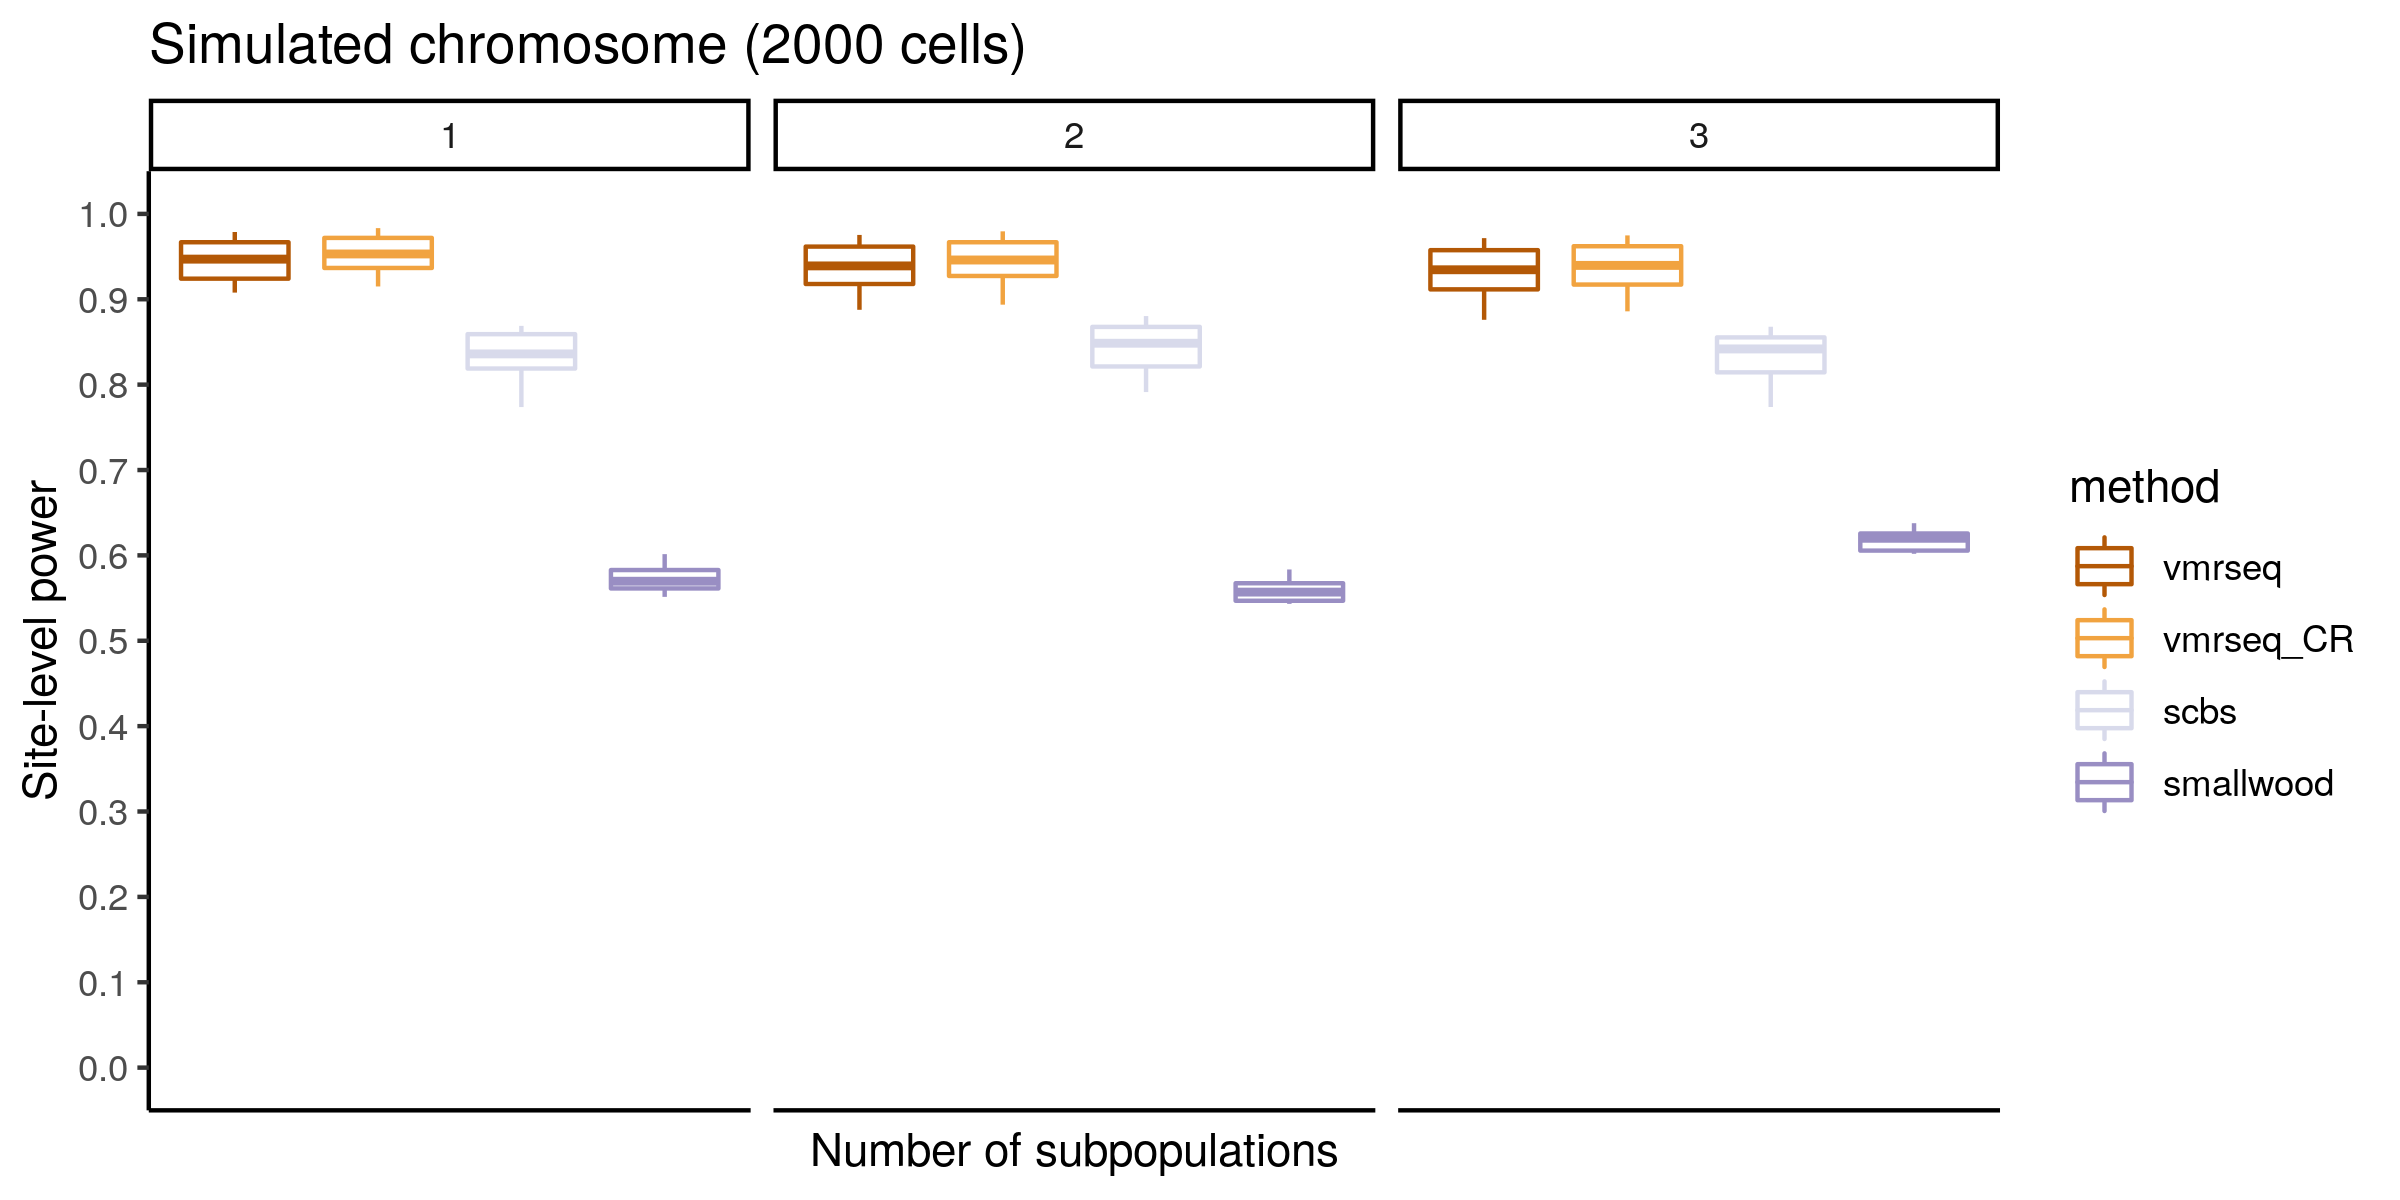 Simulated chromosome (2000 cells)
1
2
3
Site-level power
1.0
0.9
0.8
0.7
0.6
0.5
0.4
0.3
0.2
0.1
0.0
Number of subpopulations
method
vmrseq
vmrseq_CR
scbs
smallwood